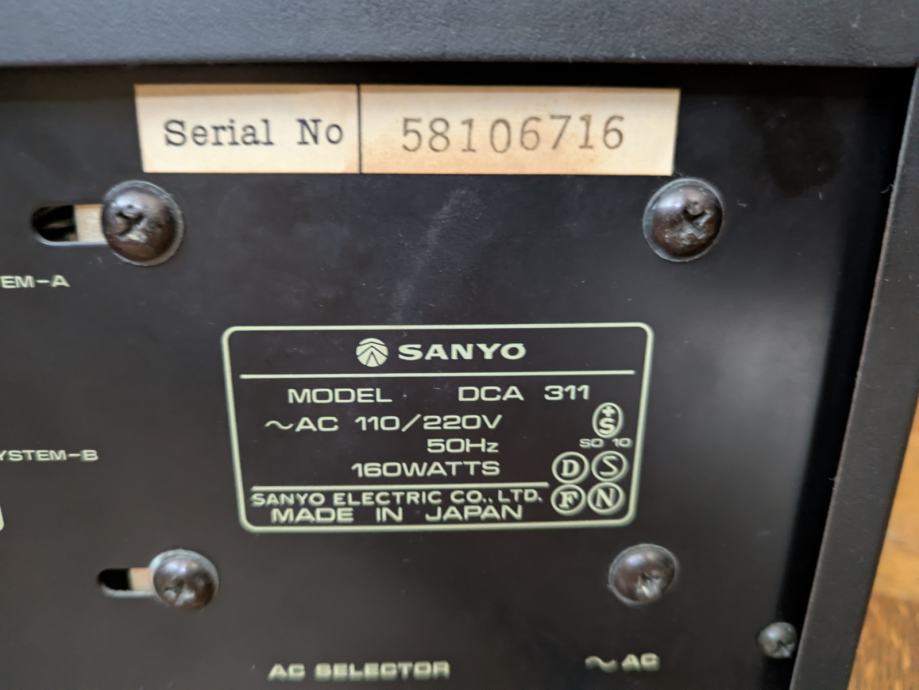 Serial No 58106716
EM-A
SANYO
MODEL DCA 311
~AC 110/220V
50Hz
160WATTS
+S
SO 10
D S
F N
YSTEM-B
SANYO ELECTRIC CO., LTD.
MADE IN JAPAN
AC SELECTOR
~ AC